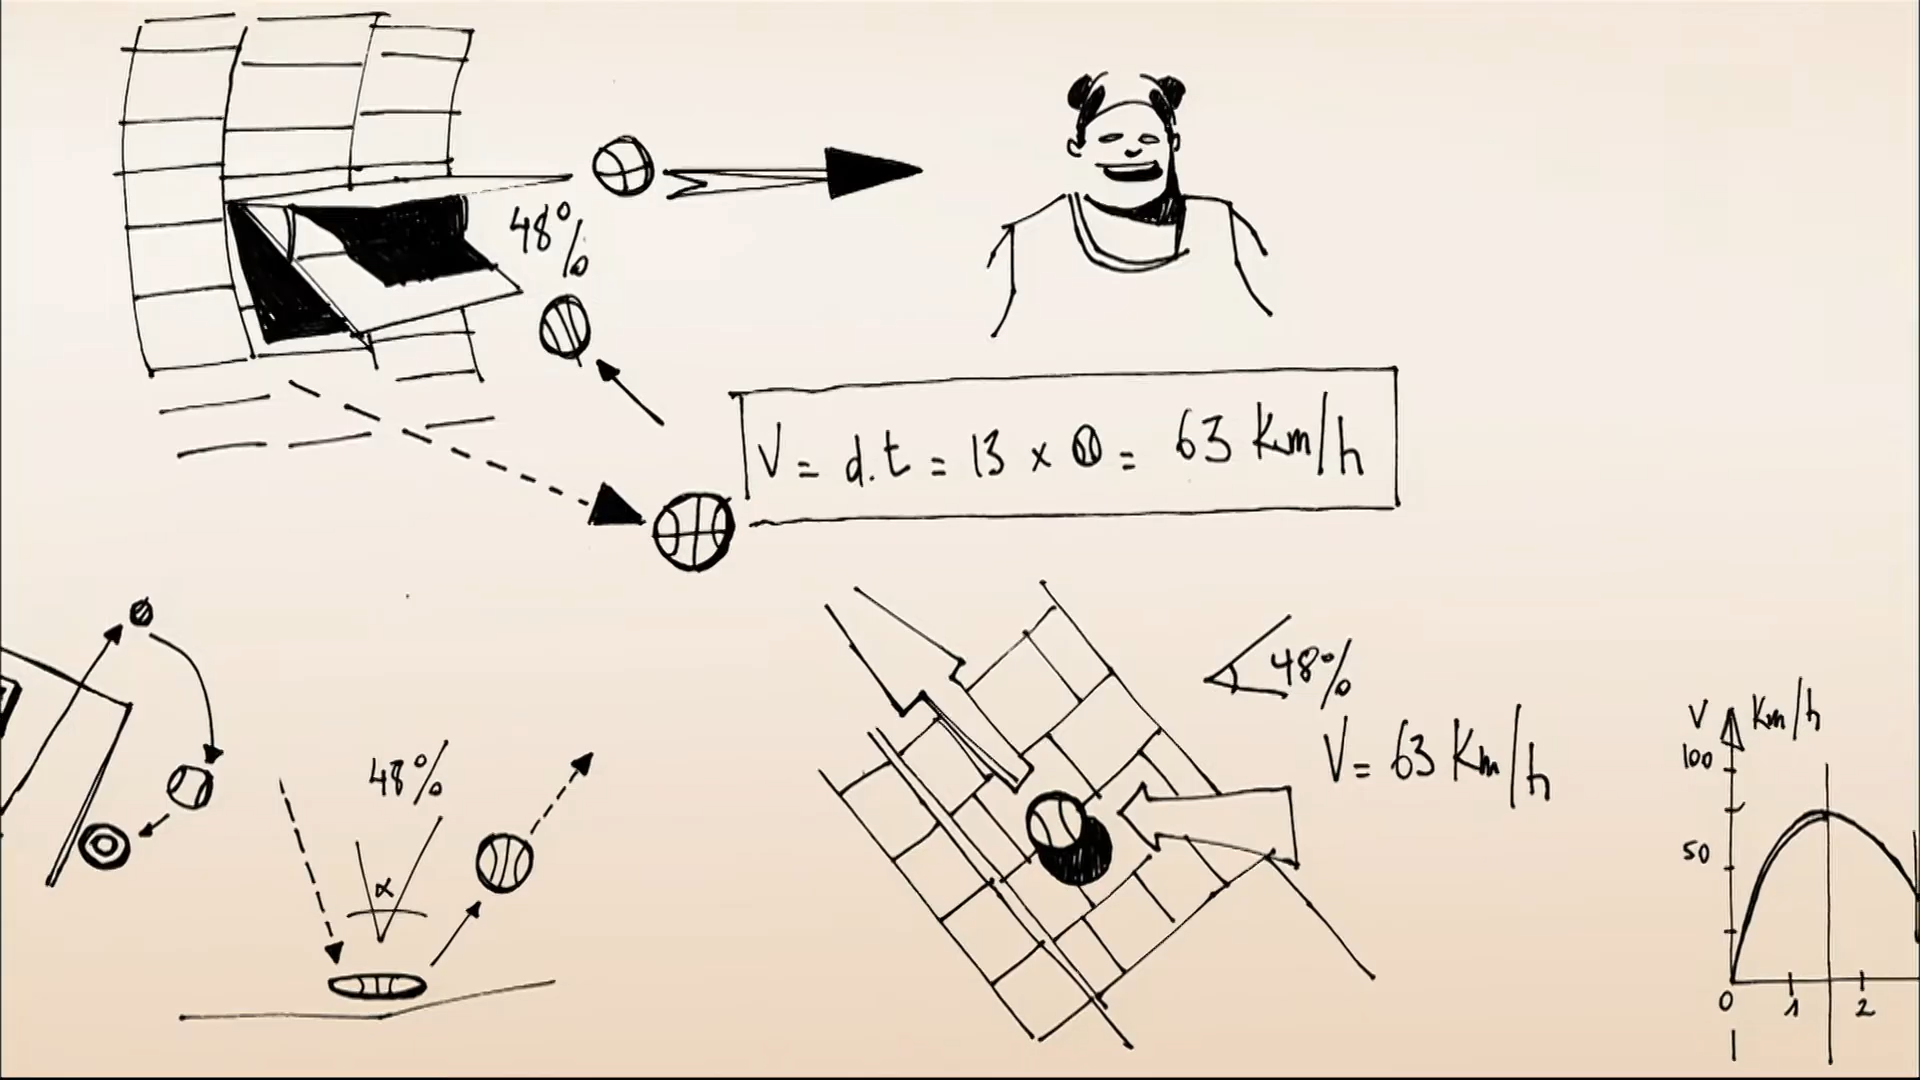 48%
V = d.t = 13 x = 63 Km/h
48%
V = 63 Km/h
48%
α
V Km/h
100
50
0 1 2